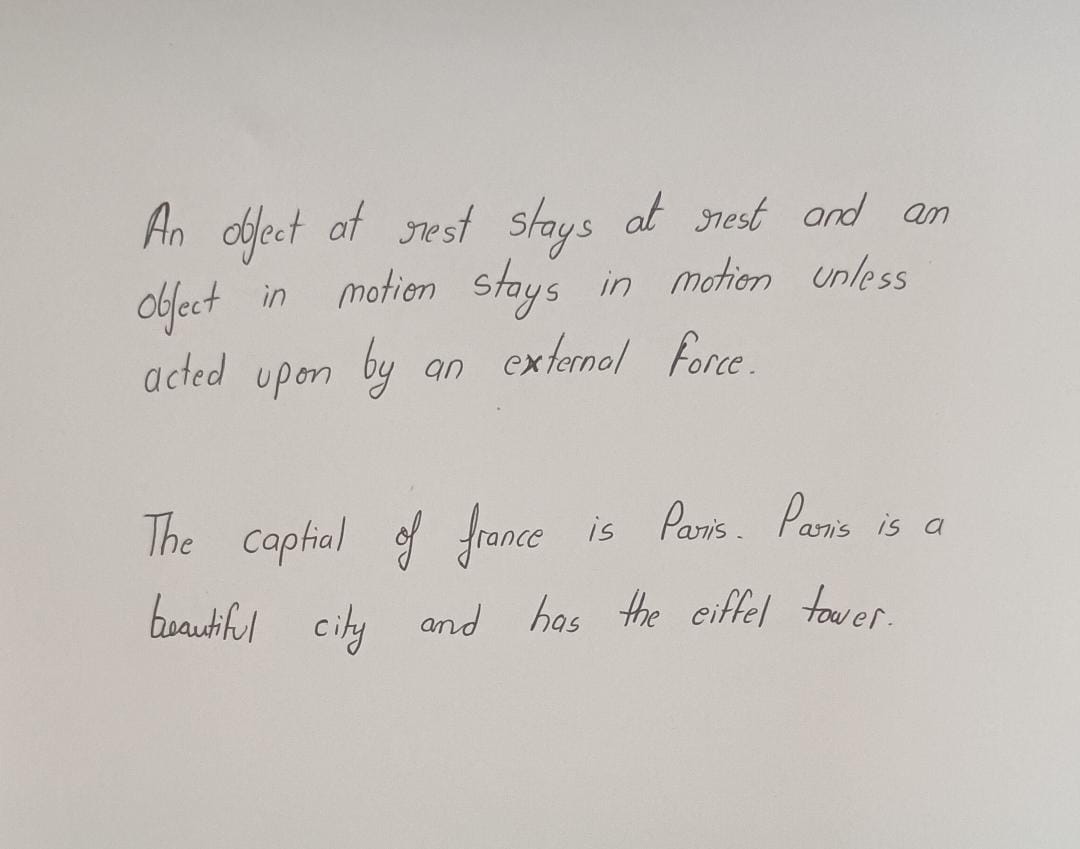 An object at rest stays at rest and an
object in motion stays in motion unless
acted upon by an external force.
The captial of france is Paris. Paris is a
beautiful city and has the eiffel tower.